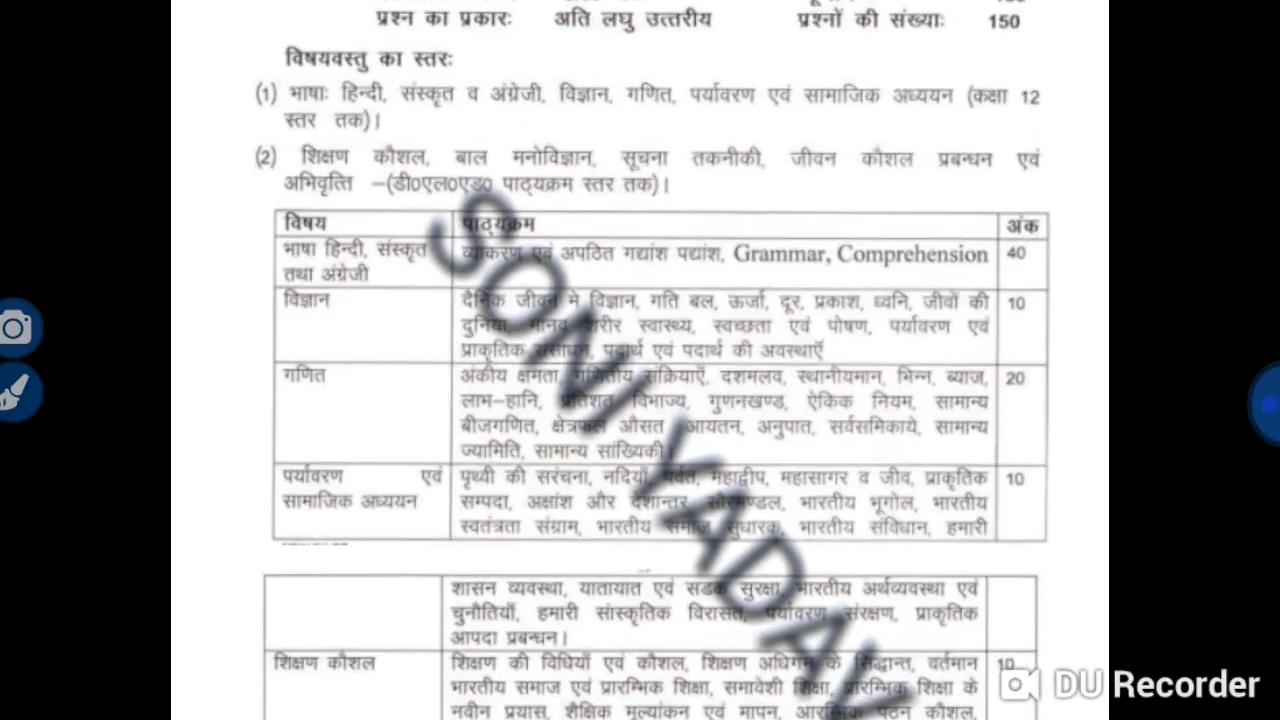 प्रश्न का प्रकारः अति लघु उत्तरीय प्रश्नों की संख्याः 150
विषयवस्तु का स्तरः
(1) भाषाः हिन्दी, संस्कृत व अंग्रेजी, विज्ञान, गणित, पर्यावरण एवं सामाजिक अध्ययन (कक्षा 12
स्तर तक)।
(2) शिक्षण कौशल, बाल मनोविज्ञान, सूचना तकनीकी, जीवन कौशल प्रबन्धन एवं
अभिवृत्ति –(डी0एल0एड0 पाठ्यक्रम स्तर तक)।
विषय पाठ्यक्रम अंक
भाषा हिन्दी, संस्कृत
तथा अंग्रेजी
व्याकरण एवं अपठित गद्यांश पद्यांश, Grammar, Comprehension 40
विज्ञान
दैनिक जीवन मे विज्ञान, गति बल, ऊर्जा, दूर, प्रकाश, ध्वनि, जीवों की 10
दुनिया, मानव शरीर स्वास्थ्य, स्वच्छता एवं पोषण, पर्यावरण एवं
प्राकृतिक संसाधन, पदार्थ एवं पदार्थ की अवस्थाएँ
गणित
अंकीय क्षमता, गणितीय संक्रियाएँ, दशमलव, स्थानीयमान, भिन्न, ब्याज, 20
लाभ–हानि, प्रतिशत, विभाज्य, गुणनखण्ड, ऐकिक नियम, सामान्य
बीजगणित, क्षेत्रफल औसत, आयतन, अनुपात, सर्वसमिकाये, सामान्य
ज्यामिति, सामान्य सांख्यिकी।
पर्यावरण एवं
सामाजिक अध्ययन
पृथ्वी की सरंचना, नदियाँ, पर्वत, महाद्वीप, महासागर व जीव, प्राकृतिक 10
सम्पदा, अक्षांश और देशान्तर, सौरमण्डल, भारतीय भूगोल, भारतीय
स्वतंत्रता संग्राम, भारतीय समाज सुधारक, भारतीय संविधान, हमारी
शासन व्यवस्था, यातायात एवं सडक सुरक्षा, भारतीय अर्थव्यवस्था एवं
चुनौतियाँ, हमारी सांस्कृतिक विरासत, पर्यावरण संरक्षण, प्राकृतिक
आपदा प्रबन्धन।
शिक्षण कौशल
शिक्षण की विधियाँ एवं कौशल, शिक्षण अधिगम के सिद्धान्त, वर्तमान 10
भारतीय समाज एवं प्रारम्भिक शिक्षा, समावेशी शिक्षा, प्रारम्भिक शिक्षा के
नवीन प्रयास, शैक्षिक मूल्यांकन एवं मापन, आरम्भिक पठन कौशल,
SONI YADAV
DU Recorder